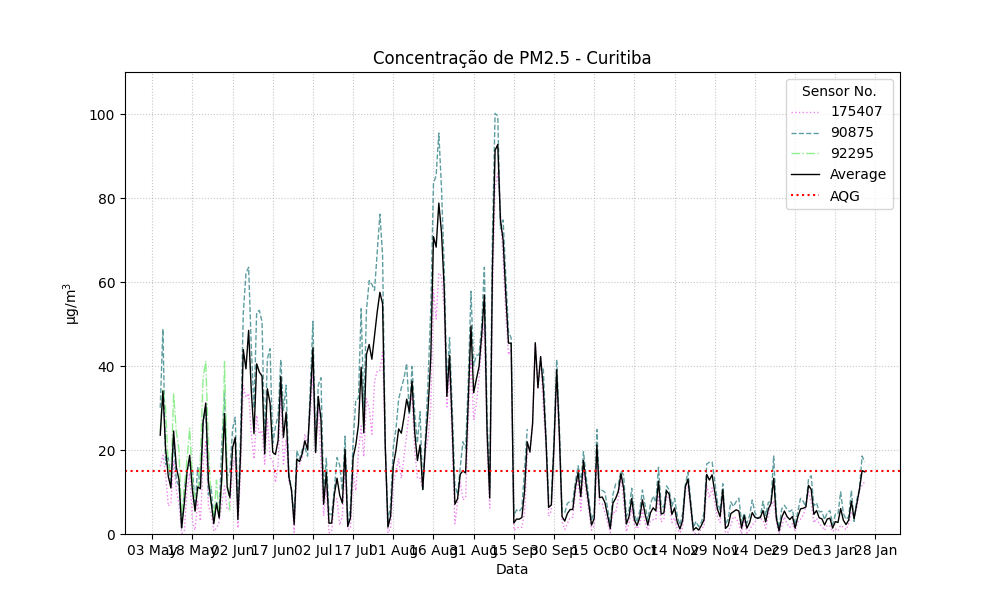 Concentração de PM2.5 - Curitiba
Sensor No.
175407
90875
92295
Average
AQG
100
80
60
40
20
0
µg/m³
03 May 18 May 02 Jun 17 Jun 02 Jul 17 Jul 01 Aug 16 Aug 31 Aug 15 Sep 30 Sep 15 Oct 30 Oct 14 Nov 29 Nov 14 Dec 29 Dec 13 Jan 28 Jan
Data